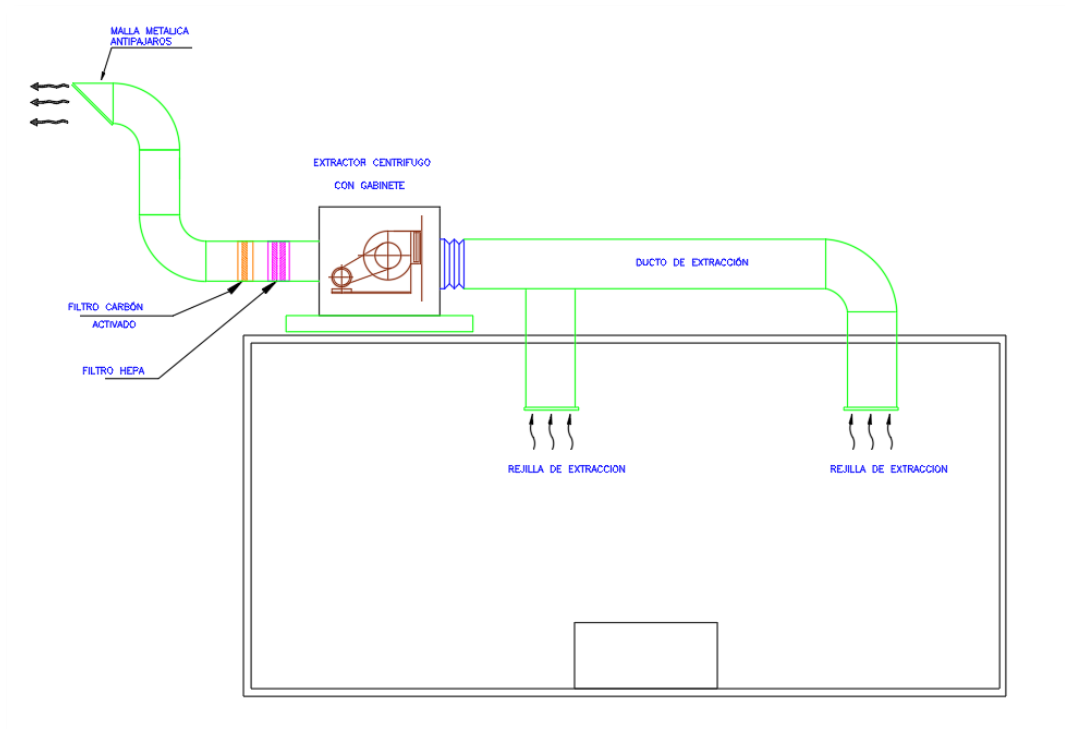 MALLA METALICA
ANTIPAJAROS
EXTRACTOR CENTRIFUGO
CON GABINETE
DUCTO DE EXTRACCIÓN
FILTRO CARBÓN
ACTIVADO
FILTRO HEPA
REJILLA DE EXTRACCION
REJILLA DE EXTRACCION